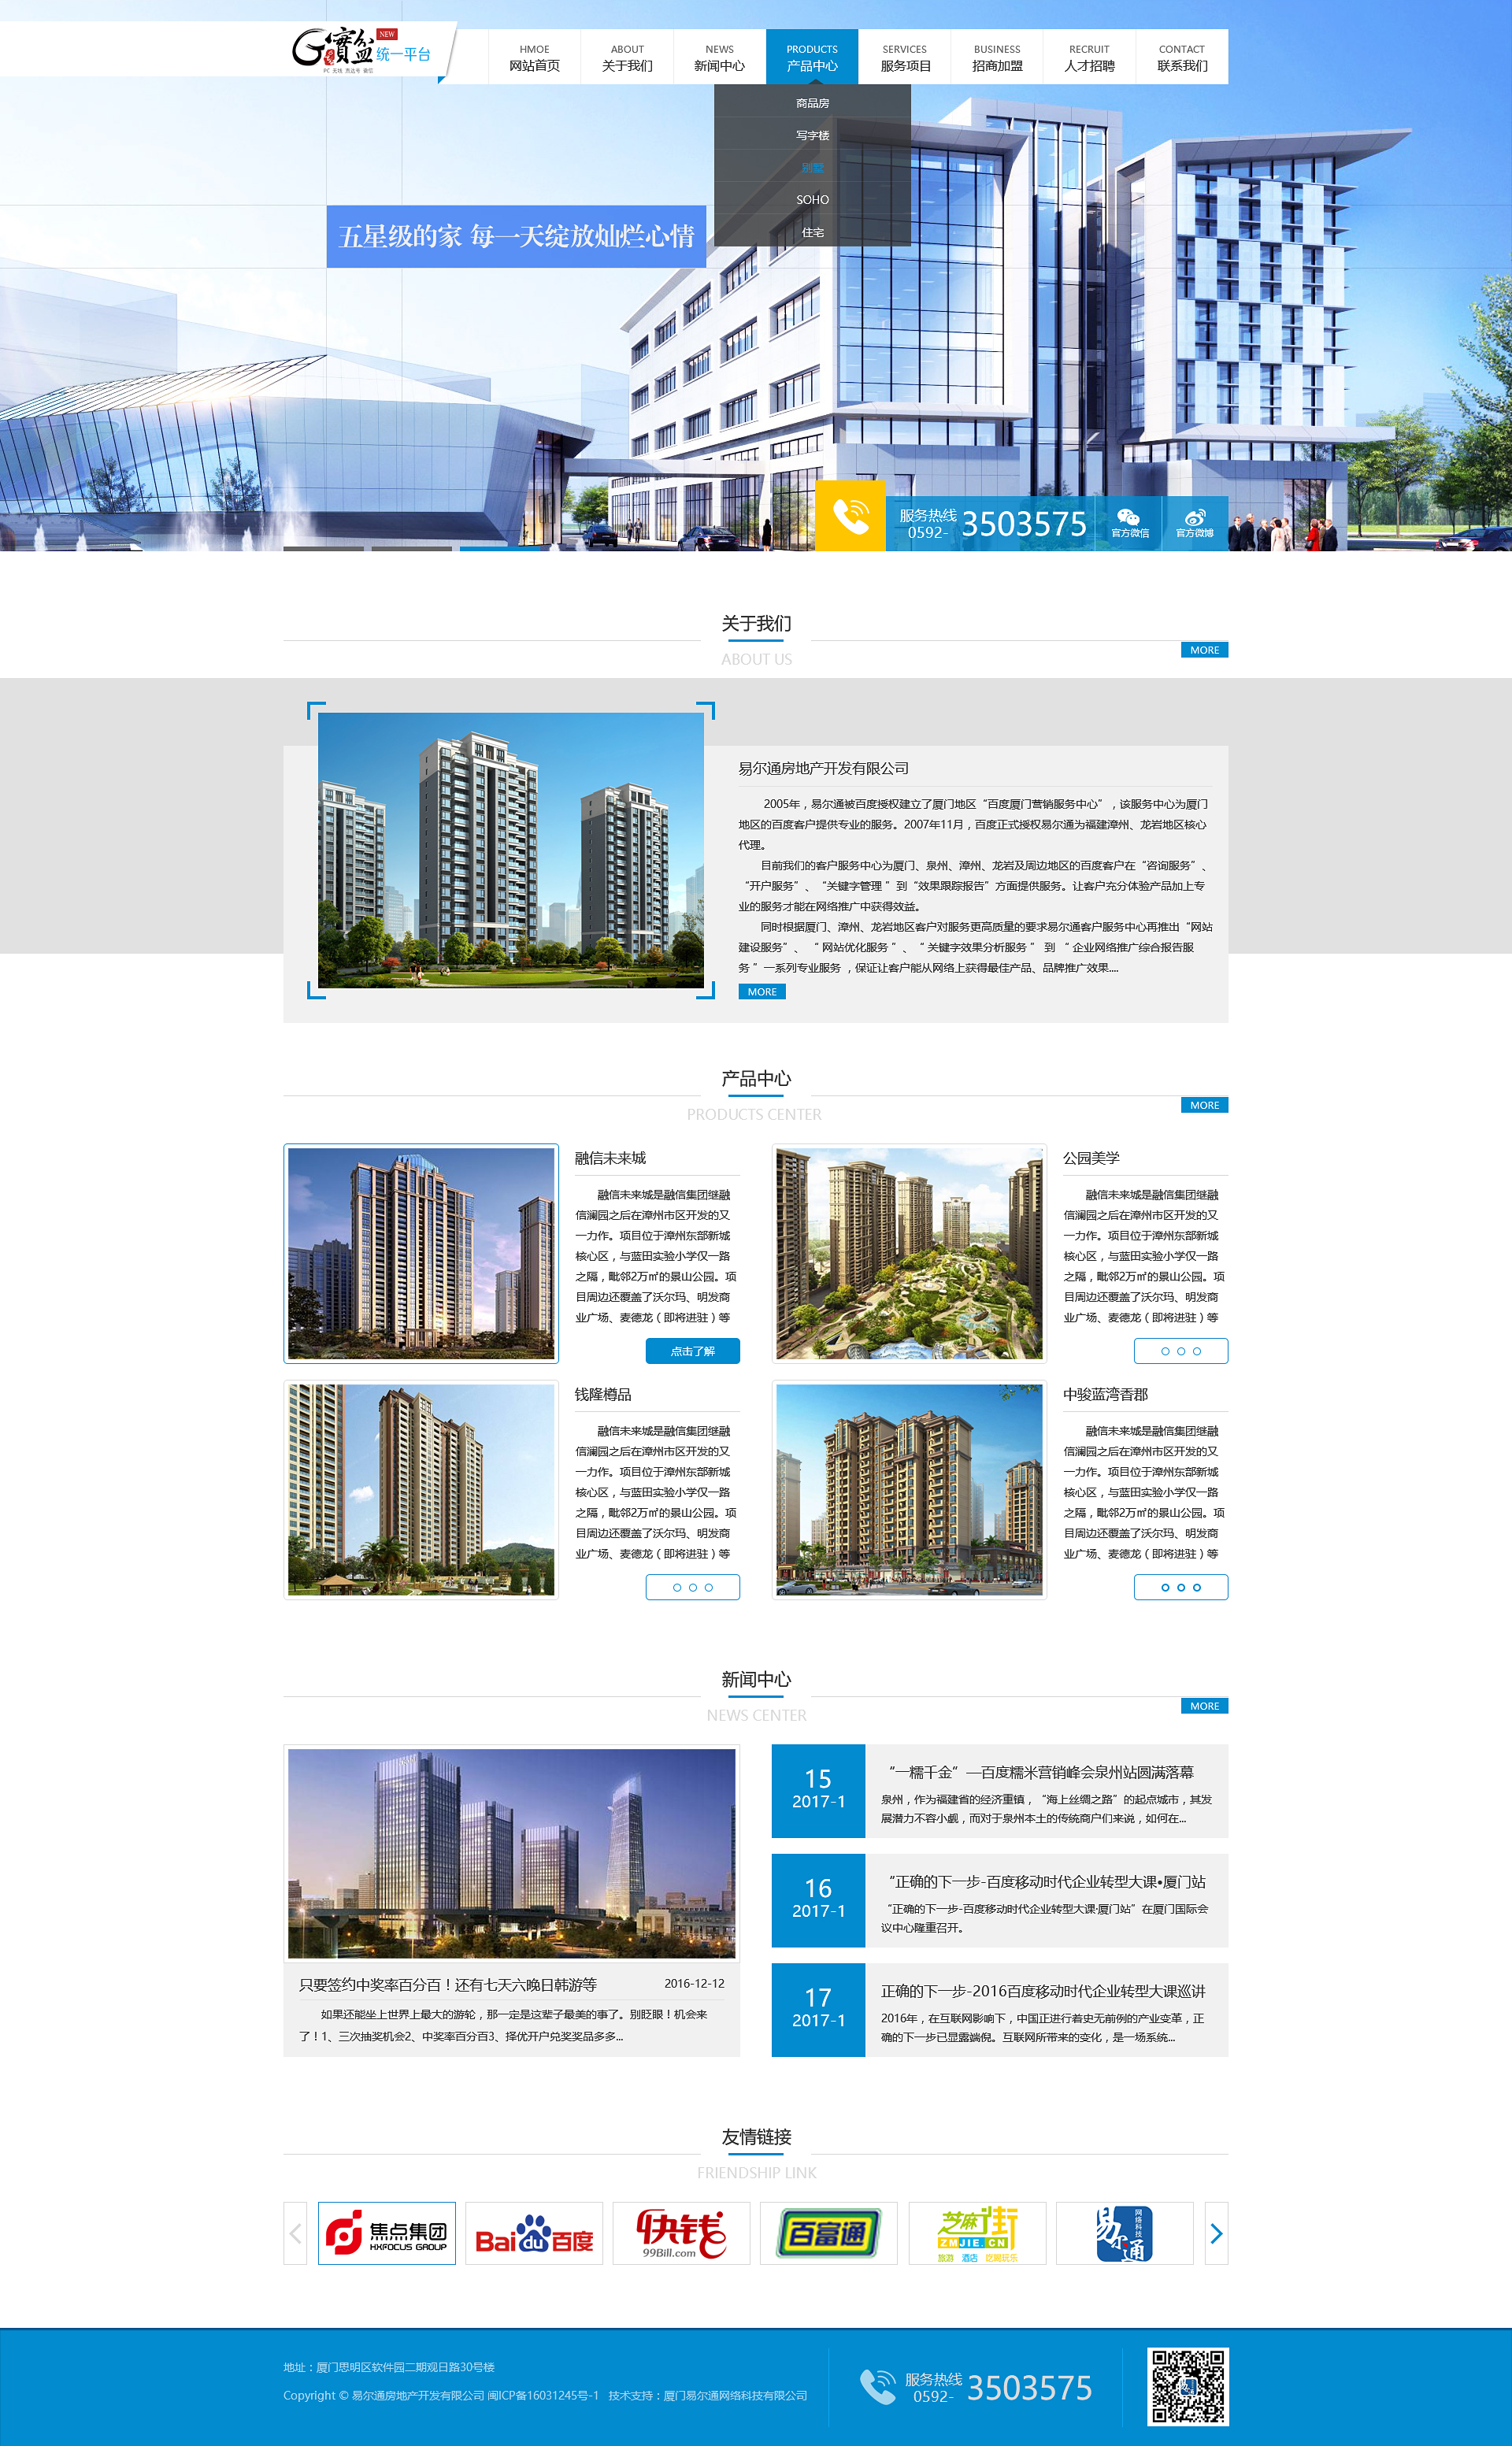 G實盆 NEW 统一平台
HMOE
网站首页
ABOUT
关于我们
NEWS
新闻中心
PRODUCTS
产品中心
SERVICES
服务项目
BUSINESS
招商加盟
RECRUIT
人才招聘
CONTACT
联系我们
商品房
写字楼
别墅
SOHO
住宅
五星级的家 每一天绽放灿烂心情
服务热线
0592-
3503575
官方微信
官方微博
关于我们
ABOUT US
MORE
易尔通房地产开发有限公司
2005年，易尔通被百度授权建立了厦门地区“百度厦门营销服务中心”，该服务中心为厦门
地区的百度客户提供专业的服务。2007年11月，百度正式授权易尔通为福建漳州、龙岩地区核心
代理。
目前我们的客户服务中心为厦门、泉州、漳州、龙岩及周边地区的百度客户在“咨询服务”、
“开户服务”、“关键字管理 ”到“效果跟踪报告”方面提供服务。让客户充分体验产品加上专
业的服务才能在网络推广中获得效益。
同时根据厦门、漳州、龙岩地区客户对服务更高质量的要求易尔通客户服务中心再推出“网站
建设服务”、 “ 网站优化服务 ”、“ 关键字效果分析服务 ” 到 “ 企业网络推广综合报告服
务 ”一系列专业服务 ，保证让客户能从网络上获得最佳产品、品牌推广效果....
MORE
产品中心
PRODUCTS CENTER
MORE
融信未来城
融信未来城是融信集团继融
信澜园之后在漳州市区开发的又
一力作。项目位于漳州东部新城
核心区，与蓝田实验小学仅一路
之隔，毗邻2万㎡的景山公园。项
目周边还覆盖了沃尔玛、明发商
业广场、麦德龙（即将进驻）等
点击了解
公园美学
融信未来城是融信集团继融
信澜园之后在漳州市区开发的又
一力作。项目位于漳州东部新城
核心区，与蓝田实验小学仅一路
之隔，毗邻2万㎡的景山公园。项
目周边还覆盖了沃尔玛、明发商
业广场、麦德龙（即将进驻）等
钱隆樽品
融信未来城是融信集团继融
信澜园之后在漳州市区开发的又
一力作。项目位于漳州东部新城
核心区，与蓝田实验小学仅一路
之隔，毗邻2万㎡的景山公园。项
目周边还覆盖了沃尔玛、明发商
业广场、麦德龙（即将进驻）等
中骏蓝湾香郡
融信未来城是融信集团继融
信澜园之后在漳州市区开发的又
一力作。项目位于漳州东部新城
核心区，与蓝田实验小学仅一路
之隔，毗邻2万㎡的景山公园。项
目周边还覆盖了沃尔玛、明发商
业广场、麦德龙（即将进驻）等
新闻中心
NEWS CENTER
MORE
只要签约中奖率百分百！还有七天六晚日韩游等 2016-12-12
如果还能坐上世界上最大的游轮，那一定是这辈子最美的事了。别眨眼！机会来
了！1、三次抽奖机会2、中奖率百分百3、择优开户兑奖奖品多多...
15
2017-1
“一糯千金”—百度糯米营销峰会泉州站圆满落幕
泉州，作为福建省的经济重镇，“海上丝绸之路”的起点城市，其发
展潜力不容小觑，而对于泉州本土的传统商户们来说，如何在...
16
2017-1
“正确的下一步-百度移动时代企业转型大课•厦门站
“正确的下一步-百度移动时代企业转型大课·厦门站”在厦门国际会
议中心隆重召开。
17
2017-1
正确的下一步-2016百度移动时代企业转型大课巡讲
2016年，在互联网影响下，中国正进行着史无前例的产业变革，正
确的下一步已显露端倪。互联网所带来的变化，是一场系统...
友情链接
FRIENDSHIP LINK
焦点集团
HXFOCUS GROUP
Bai du 百度
快钱
99Bill.com
百富通
芝麻街
ZMJIE.CN
旅游 酒店 吃喝玩乐
易尔通
网络科技
地址：厦门思明区软件园二期观日路30号楼
Copyright © 易尔通房地产开发有限公司 闽ICP备16031245号-1 技术支持：厦门易尔通网络科技有限公司
服务热线
0592-
3503575